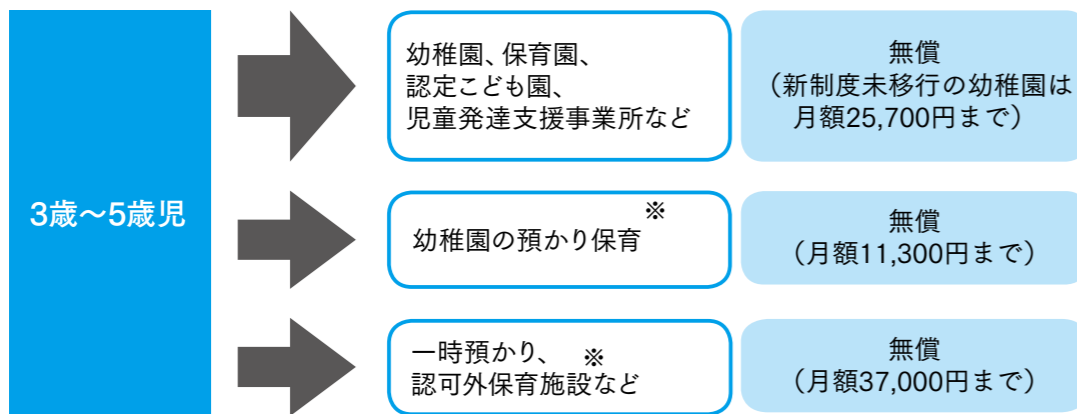 3歳～5歳児
幼稚園、保育園、
認定こども園、
児童発達支援事業所など
無償
（新制度未移行の幼稚園は
月額25,700円まで）
※
幼稚園の預かり保育
無償
（月額11,300円まで）
一時預かり、 ※
認可外保育施設など
無償
（月額37,000円まで）